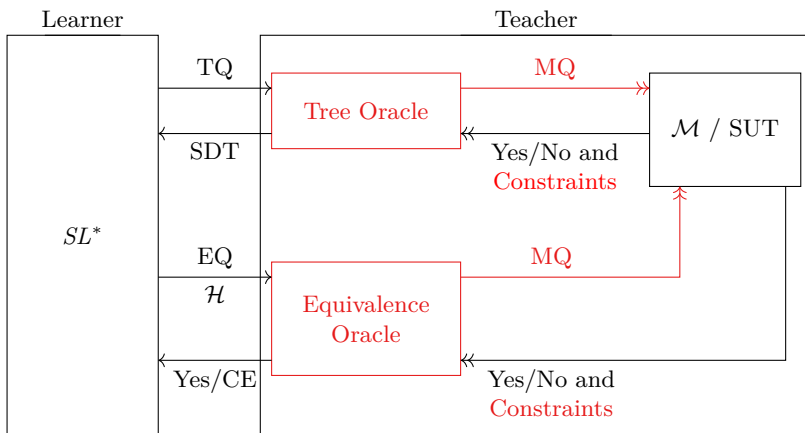 Learner
Teacher
TQ
MQ
Tree Oracle
ℳ / SUT
SDT
Yes/No and
Constraints
SL*
EQ
MQ
ℋ
Equivalence
Oracle
Yes/CE
Yes/No and
Constraints